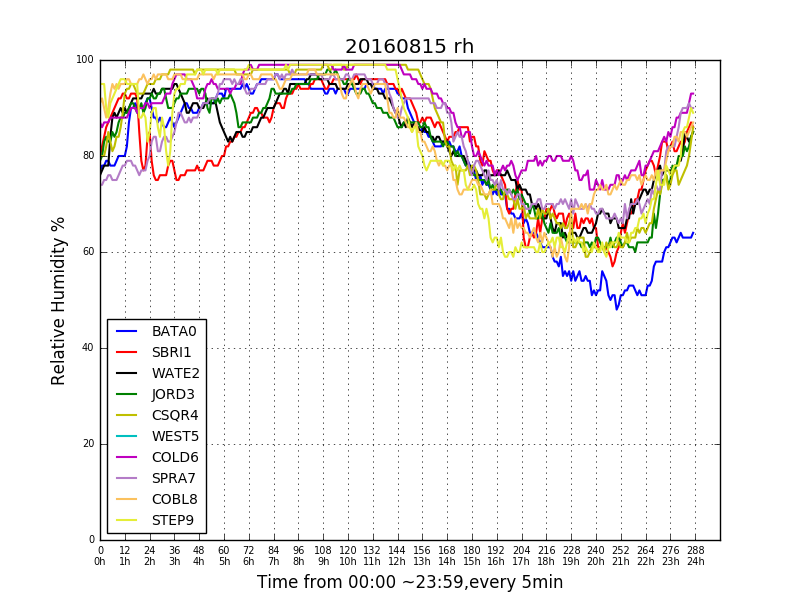 20160815 rh
100
80
60
40
20
0
Relative Humidity %
BATA0
SBRI1
WATE2
JORD3
CSQR4
WEST5
COLD6
SPRA7
COBL8
STEP9
0 12 24 36 48 60 72 84 96 108 120 132 144 156 168 180 192 204 216 228 240 252 264 276 288
0h 1h 2h 3h 4h 5h 6h 7h 8h 9h 10h 11h 12h 13h 14h 15h 16h 17h 18h 19h 20h 21h 22h 23h 24h
Time from 00:00 ~23:59,every 5min